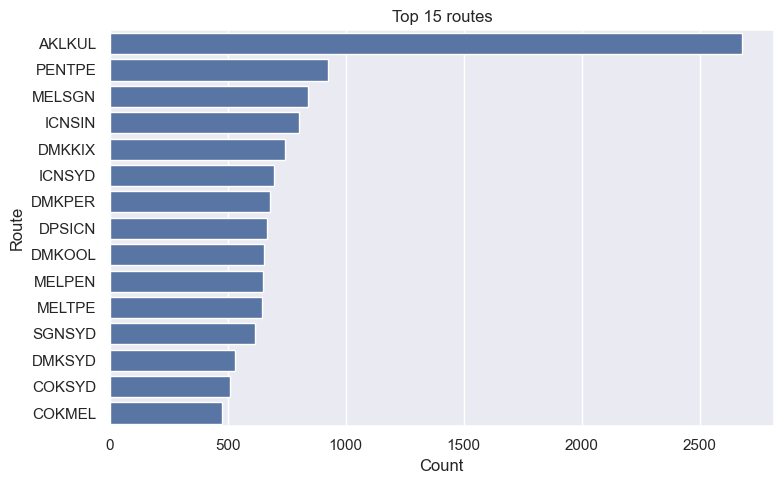 Top 15 routes
AKLKUL
PENTPE
MELSGN
ICNSIN
DMKKIX
ICNSYD
DMKPER
DPSICN
DMKOOL
MELPEN
MELTPE
SGNSYD
DMKSYD
COKSYD
COKMEL
Route
0 500 1000 1500 2000 2500
Count